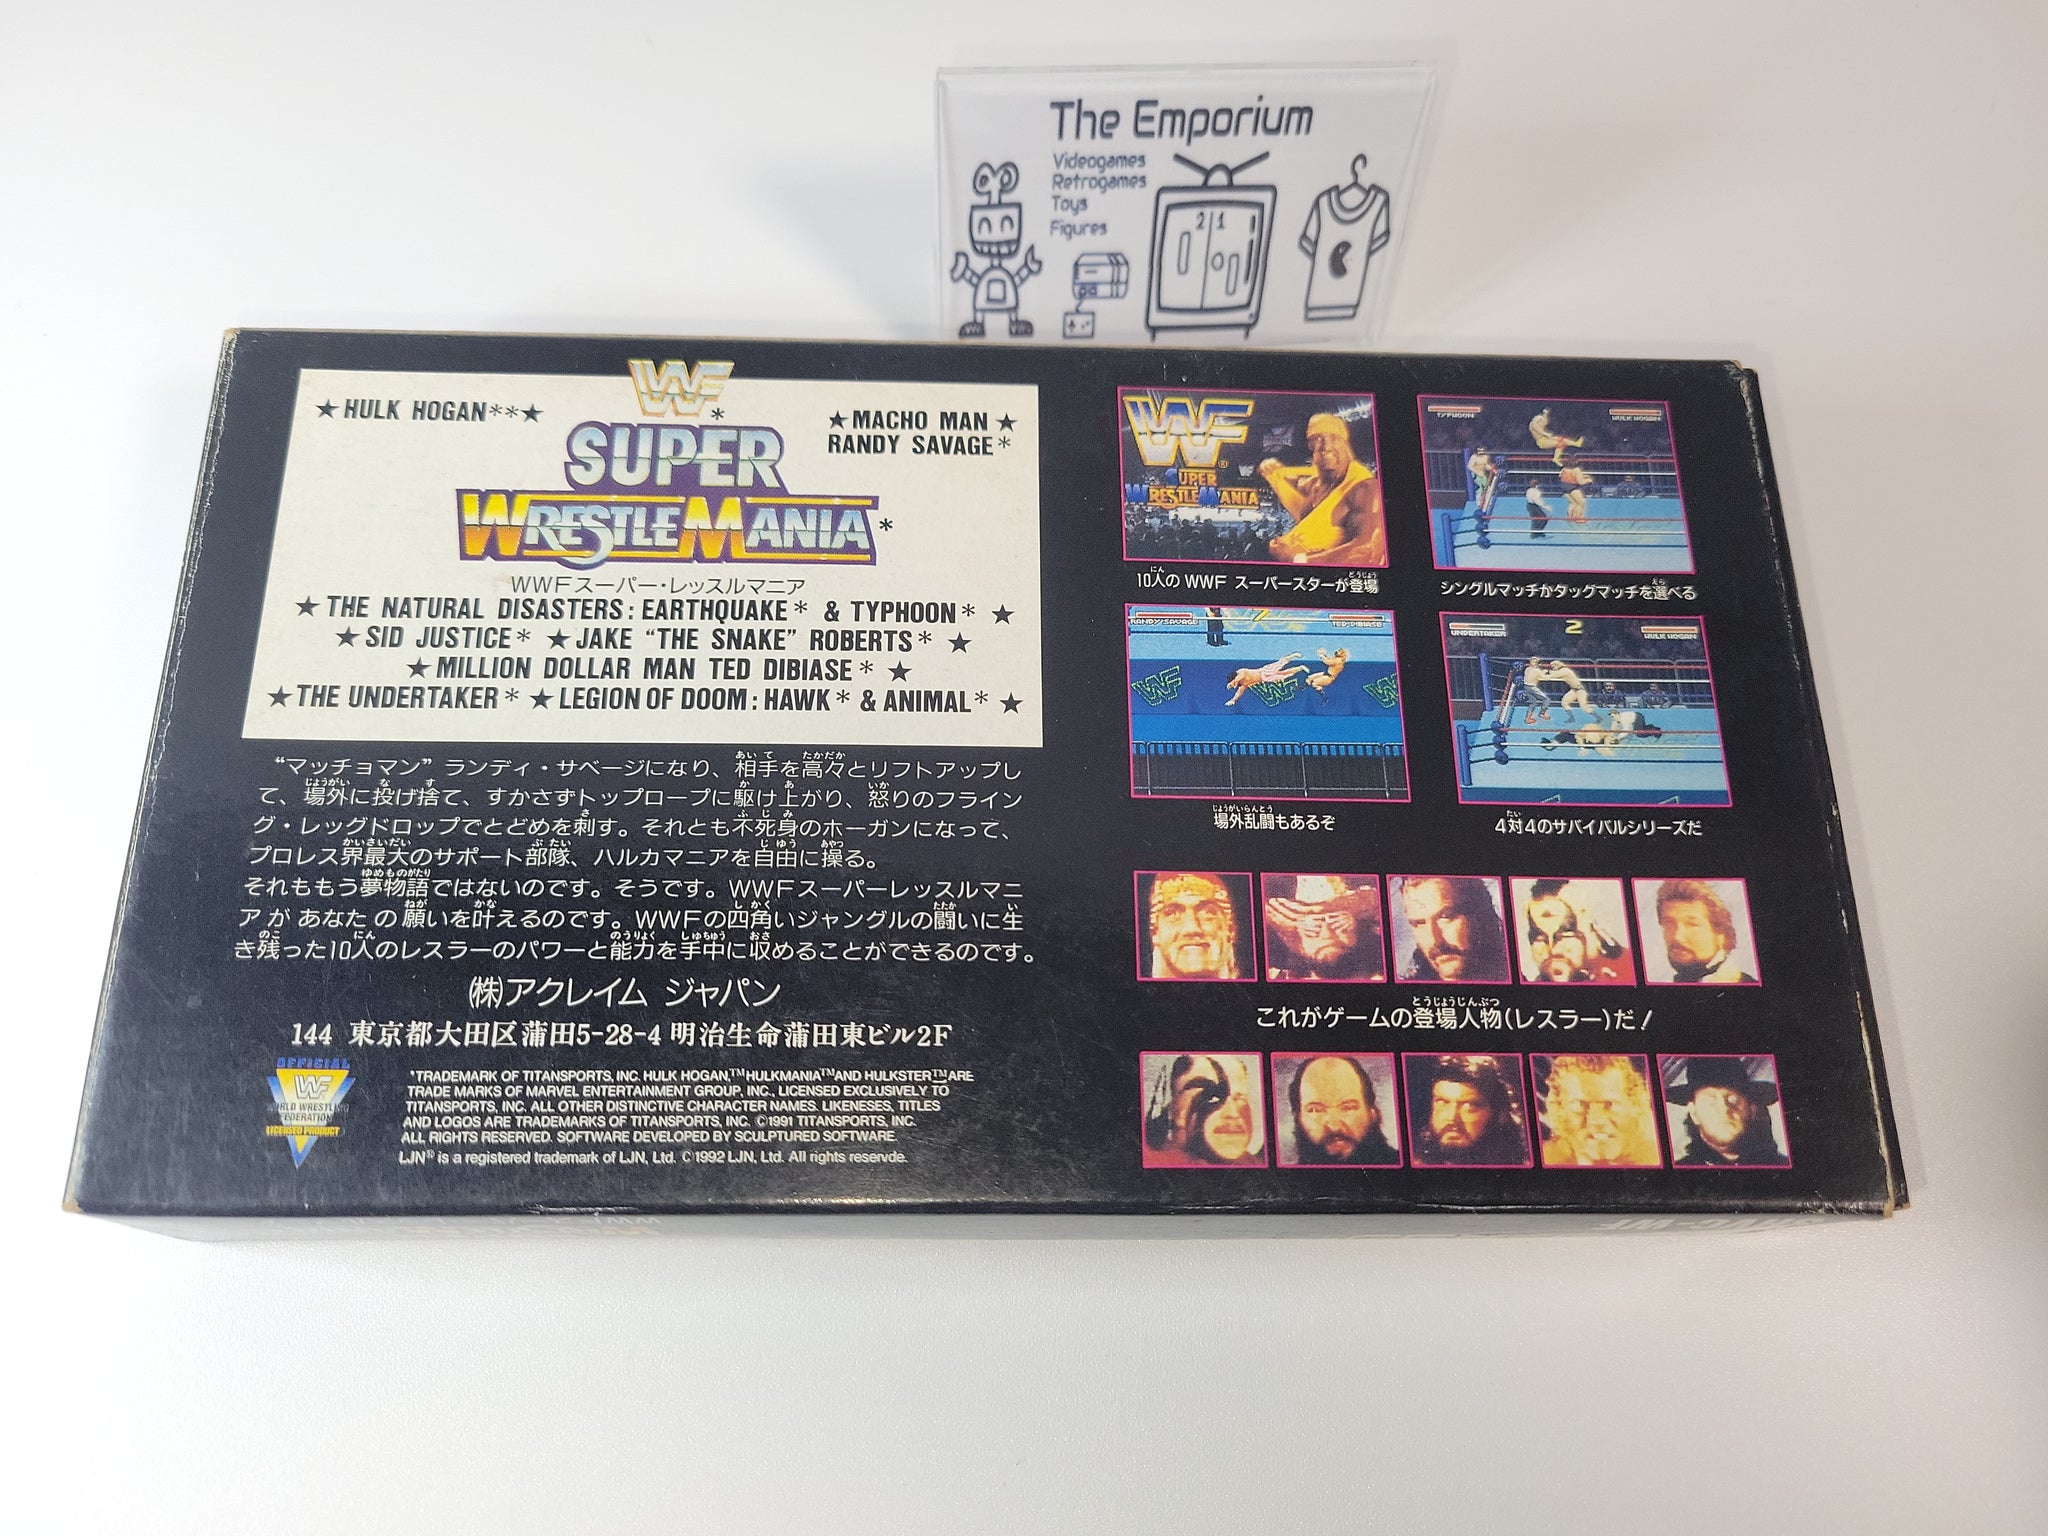 The Emporium
Videogames
Retrogames
Toys
Figures
2 1
WF
★HULK HOGAN**★
★MACHO MAN★
RANDY SAVAGE*
SUPER
WRESTLEMANIA*
WWFスーパー・レッスルマニア
★THE NATURAL DISASTERS: EARTHQUAKE* & TYPHOON* ★
★SID JUSTICE* ★JAKE "THE SNAKE" ROBERTS* ★
★MILLION DOLLAR MAN TED DIBIASE* ★
★THE UNDERTAKER* ★LEGION OF DOOM: HAWK* & ANIMAL* ★
“マッチョマン” ランディ・サベージになり、相手を高々とリフトアップし
て、場外に投げ捨て、すかさずトップロープに駆け上がり、怒りのフライン
グ・レッグドロップでとどめを刺す。それとも不死身のホーガンになって、
プロレス界最大のサポート部隊、ハルカマニアを自由に操る。
それももう夢物語ではないのです。そうです。WWFスーパーレッスルマニ
アがあなたの願いを叶えるのです。WWFの四角いジャングルの闘いに生
き残った10人のレスラーのパワーと能力を手中に収めることができるのです。
(株)アクレイム ジャパン
144 東京都大田区蒲田5-28-4 明治生命蒲田東ビル2F
OFFICIAL
WF
WORLD WRESTLING
FEDERATION
LICENSED PRODUCT
*TRADEMARK OF TITANSPORTS, INC. HULK HOGAN,™HULKMANIA™AND HULKSTER™ARE
TRADE MARKS OF MARVEL ENTERTAINMENT GROUP, INC., LICENSED EXCLUSIVELY TO
TITANSPORTS, INC. ALL OTHER DISTINCTIVE CHARACTER NAMES. LIKENESES, TITLES
AND LOGOS ARE TRADEMARKS OF TITANSPORTS, INC. ©1991 TITANSPORTS, INC.
ALL RIGHTS RESERVED. SOFTWARE DEVELOPED BY SCULPTURED SOFTWARE.
LJN® is a registered trademark of LJN, Ltd. ©1992 LJN, Ltd. All rights reservde.
WF
SUPER
WRESTLEMANIA
10人のWWF スーパースターが登場
TYPHOON
HULK HOGAN
シングルマッチかタッグマッチを選べる
RANDY SAVAGE
TED DIBIASE
場外乱闘もあるぞ
UNDERTAKER
2
HULK HOGAN
4対4のサバイバルシリーズだ
これがゲームの登場人物(レスラー)だ!
SHVC-WF